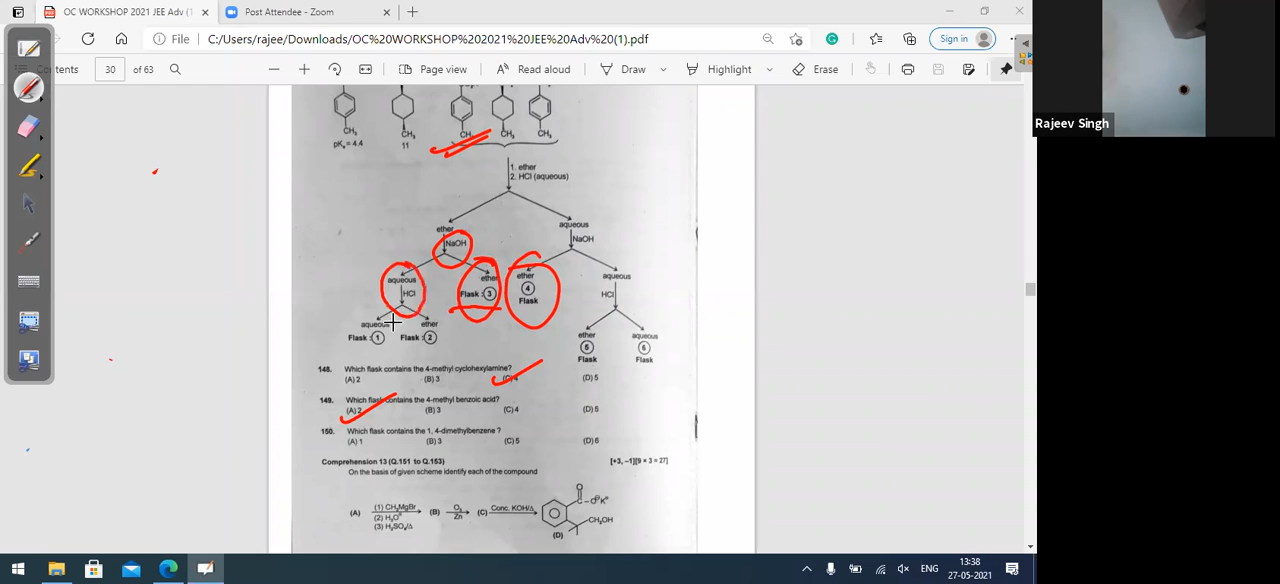 OC WORKSHOP 2021 JEE Adv (1
Post Attendee - Zoom
File
C:/Users/rajee/Downloads/OC%20WORKSHOP%202021%20JEE%20Adv%20(1).pdf
Sign in
ontents
30
of 63
Page view
Read aloud
Draw
Highlight
Erase
Rajeev Singh
CH₃
CH₃
CH₃
CH₃
CH₃
pKₐ = 4.4
11
1. ether
2. HCl (aqueous)
ether
aqueous
NaOH
NaOH
aqueous
ether
ether
aqueous
HCl
Flask : 3
4
Flask
HCl
aqueous
ether
Flask : 1
Flask : 2
ether
aqueous
5
6
Flask
Flask
148. Which flask contains the 4-methyl cyclohexylamine?
(A) 2 (B) 3 (C) 4 (D) 5
149. Which flask contains the 4-methyl benzoic acid?
(A) 2 (B) 3 (C) 4 (D) 5
150. Which flask contains the 1, 4-dimethylbenzene ?
(A) 1 (B) 3 (C) 5 (D) 6
Comprehension 13 (Q.151 to Q.153) [+3, –1][9 × 3 = 27]
On the basis of given scheme identify each of the compound
(A) (1) CH₃MgBr (2) H₃O⁺ (3) H₂SO₄/Δ (B) O₃ Zn (C) Conc. KOH/Δ
O
C–O⊖K⊕
CH₂OH
(D)
ENG
13:38
27-05-2021